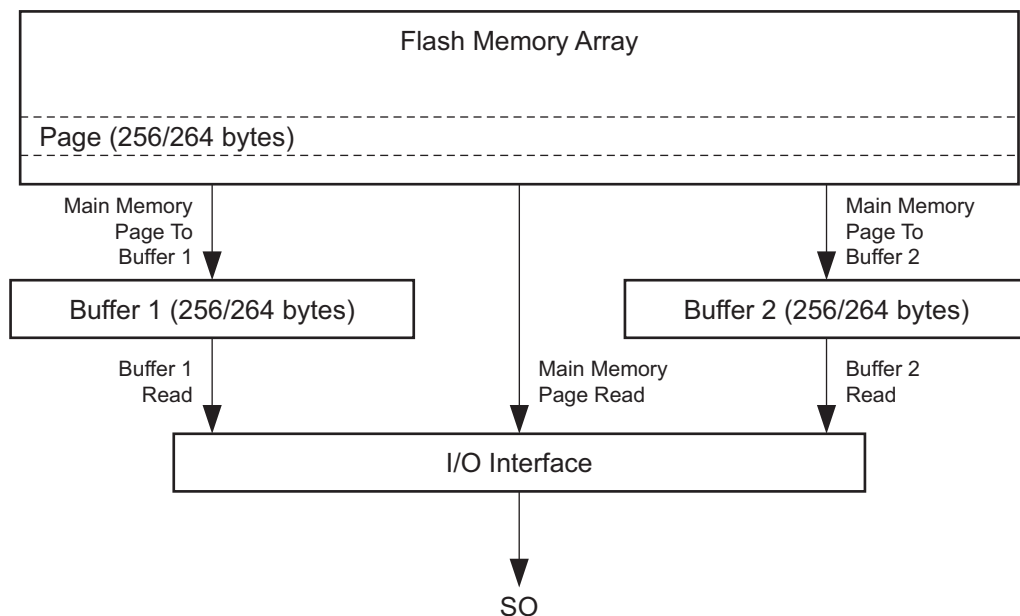 Flash Memory Array
Page (256/264 bytes)
Main Memory
Page To
Buffer 1
Main Memory
Page To
Buffer 2
Buffer 1 (256/264 bytes)
Buffer 2 (256/264 bytes)
Buffer 1
Read
Main Memory
Page Read
Buffer 2
Read
I/O Interface
SO